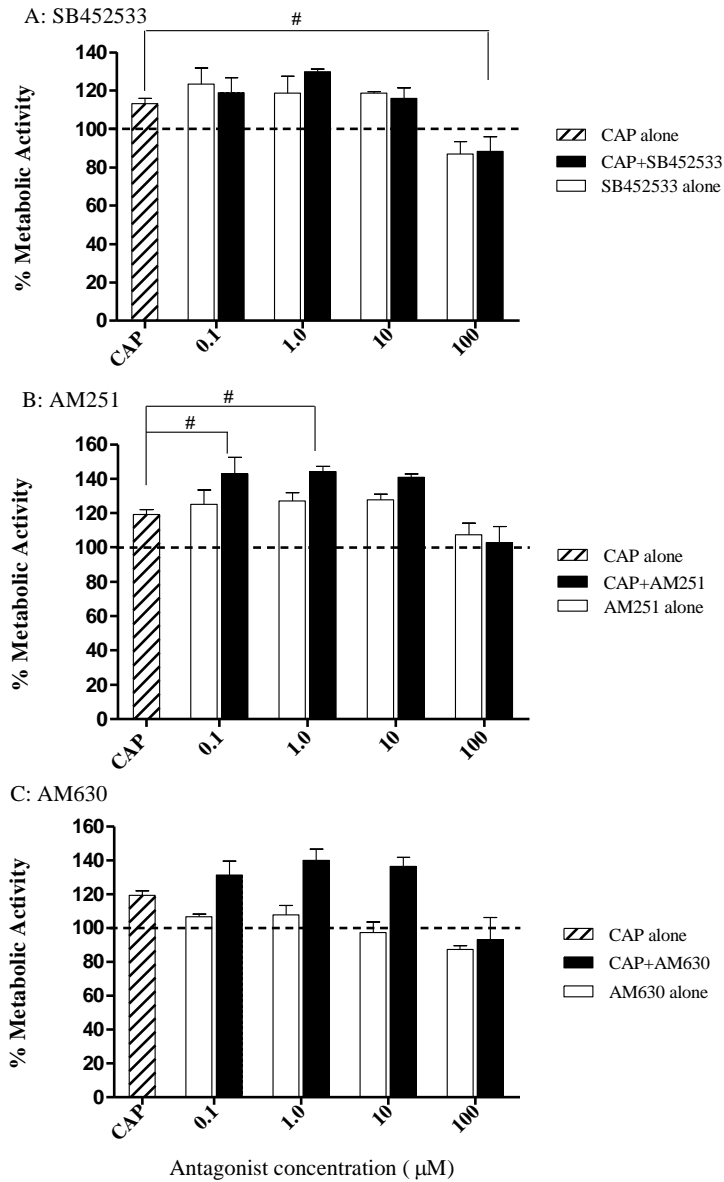 A: SB452533
#
% Metabolic Activity
140
120
100
80
60
40
20
0
CAP
0.1
1.0
10
100
CAP alone
CAP+SB452533
SB452533 alone
B: AM251
#
#
% Metabolic Activity
160
140
120
100
80
60
40
20
0
CAP
0.1
1.0
10
100
CAP alone
CAP+AM251
AM251 alone
C: AM630
% Metabolic Activity
160
140
120
100
80
60
40
20
0
CAP
0.1
1.0
10
100
CAP alone
CAP+AM630
AM630 alone
Antagonist concentration ( μM)